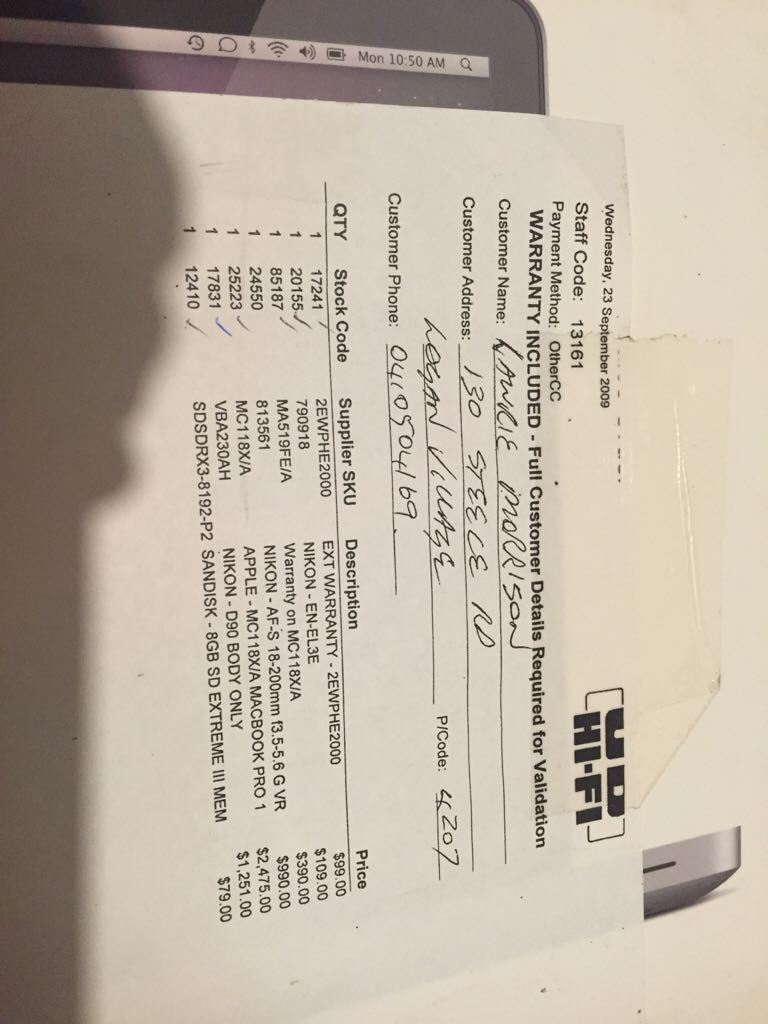 Mon 10:50 AM
Wednesday, 23 September 2009
Staff Code: 13161
HI-FI
Payment Method: OtherCC
WARRANTY INCLUDED - Full Customer Details Required for Validation
Customer Name: LAWRIE MORRISON
Customer Address: 130 STEELE RD
LOGAN VILLAGE P/Code: 4207
Customer Phone: 0410504169
QTY Stock Code Supplier SKU Description Price
1 17241 2EWPHE2000 EXT WARRANTY - 2EWPHE2000 $99.00
1 20155 790918 NIKON - EN-EL3E $109.00
1 85187 MA519FE/A Warranty on MC118X/A $390.00
1 24550 813561 NIKON - AF-S 18-200mm f3.5-5.6 G VR $990.00
1 25223 MC118X/A APPLE - MC118X/A MACBOOK PRO 1 $2,475.00
1 17831 VBA230AH NIKON - D90 BODY ONLY $1,251.00
1 12410 SDSDRX3-8192-P2 SANDISK - 8GB SD EXTREME III MEM $79.00